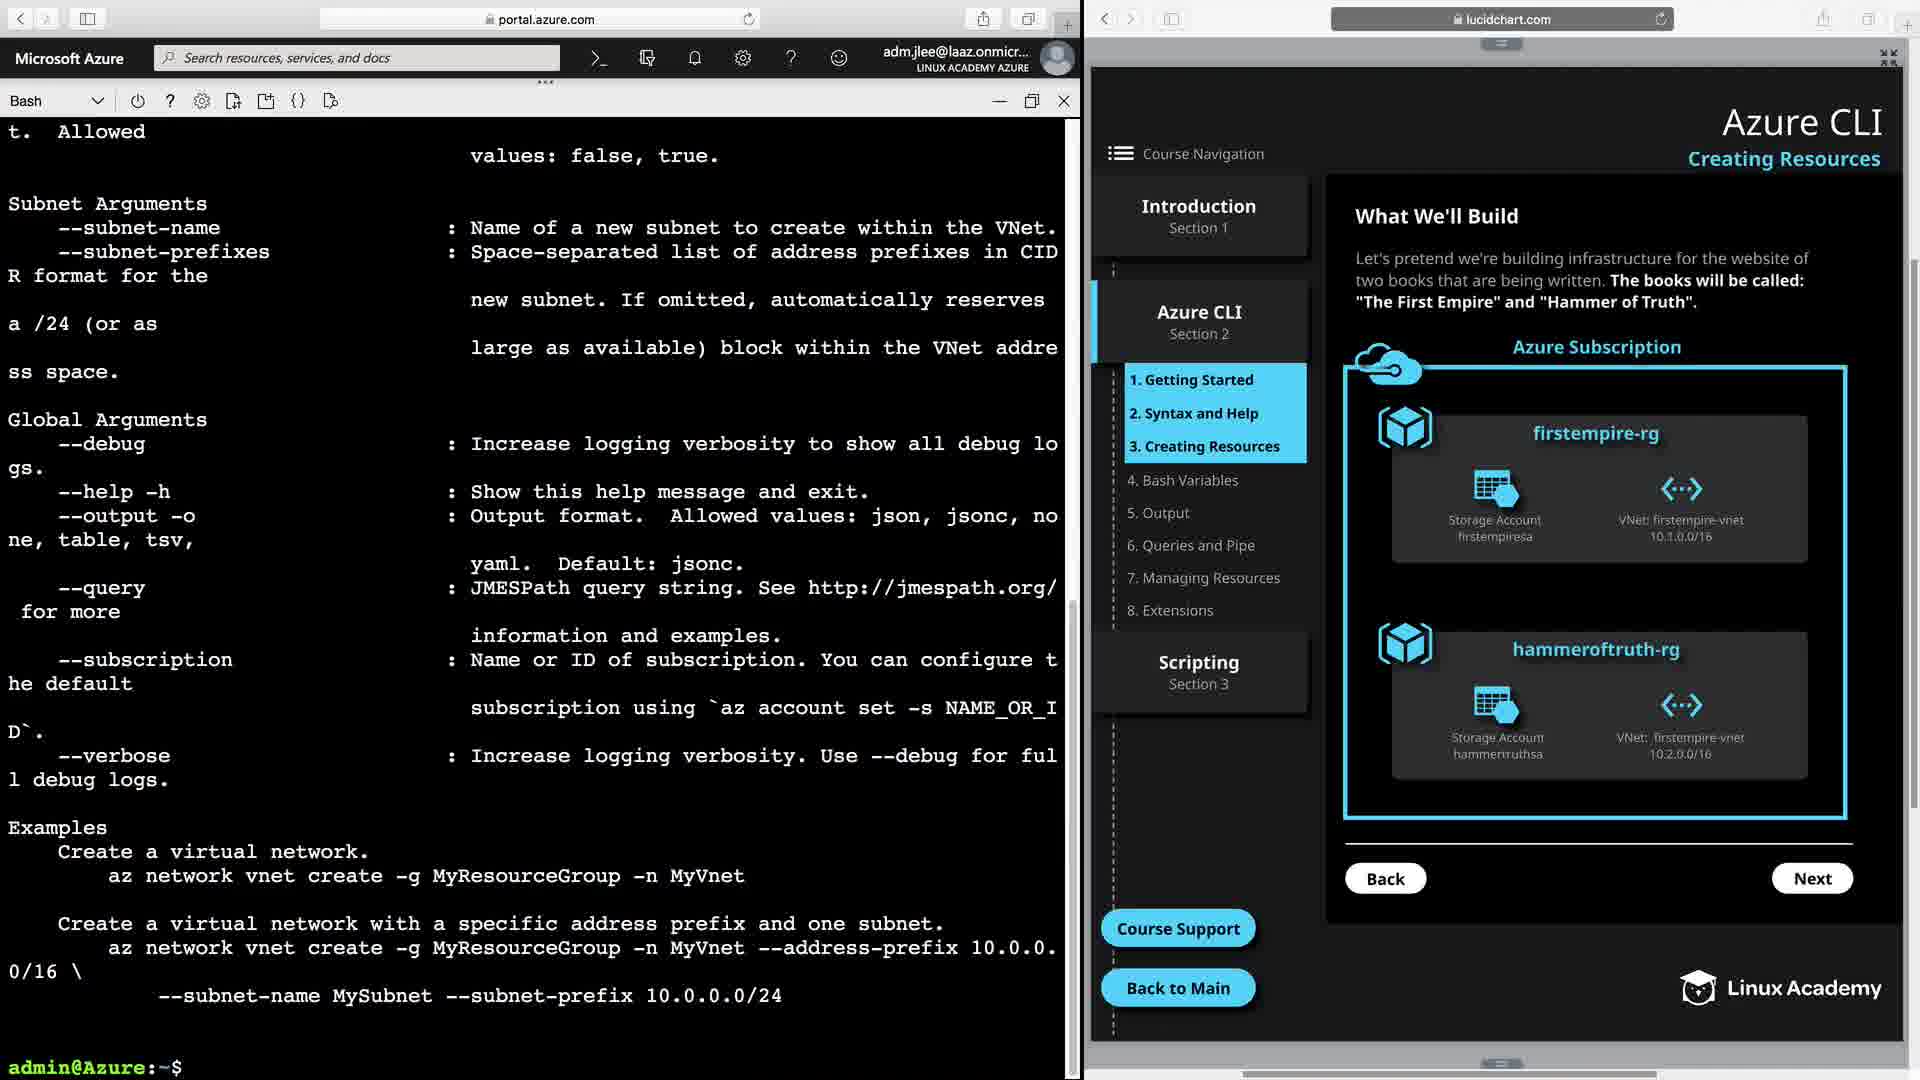 portal.azure.com
Microsoft Azure
Search resources, services, and docs
adm.jlee@laaz.onmicr...
LINUX ACADEMY AZURE
Bash
t.  Allowed
values: false, true.
Subnet Arguments
--subnet-name : Name of a new subnet to create within the VNet.
--subnet-prefixes : Space-separated list of address prefixes in CID
R format for the
new subnet. If omitted, automatically reserves
a /24 (or as
large as available) block within the VNet addre
ss space.
Global Arguments
--debug : Increase logging verbosity to show all debug lo
gs.
--help -h : Show this help message and exit.
--output -o : Output format.  Allowed values: json, jsonc, no
ne, table, tsv,
yaml.  Default: jsonc.
--query : JMESPath query string. See http://jmespath.org/
for more
information and examples.
--subscription : Name or ID of subscription. You can configure t
he default
subscription using `az account set -s NAME_OR_I
D`.
--verbose : Increase logging verbosity. Use --debug for ful
l debug logs.
Examples
Create a virtual network.
az network vnet create -g MyResourceGroup -n MyVnet
Create a virtual network with a specific address prefix and one subnet.
az network vnet create -g MyResourceGroup -n MyVnet --address-prefix 10.0.0.
0/16 \
--subnet-name MySubnet --subnet-prefix 10.0.0.0/24
admin@Azure:~$
lucidchart.com
Azure CLI
Creating Resources
Course Navigation
Introduction
Section 1
Azure CLI
Section 2
1. Getting Started
2. Syntax and Help
3. Creating Resources
4. Bash Variables
5. Output
6. Queries and Pipe
7. Managing Resources
8. Extensions
Scripting
Section 3
Course Support
Back to Main
What We'll Build
Let's pretend we're building infrastructure for the website of
two books that are being written. The books will be called:
"The First Empire" and "Hammer of Truth".
Azure Subscription
firstempire-rg
Storage Account
firstempiresa
VNet: firstempire-vnet
10.1.0.0/16
hammeroftruth-rg
Storage Account
hammerrruthsa
VNet: firstempire-vnet
10.2.0.0/16
Back
Next
Linux Academy